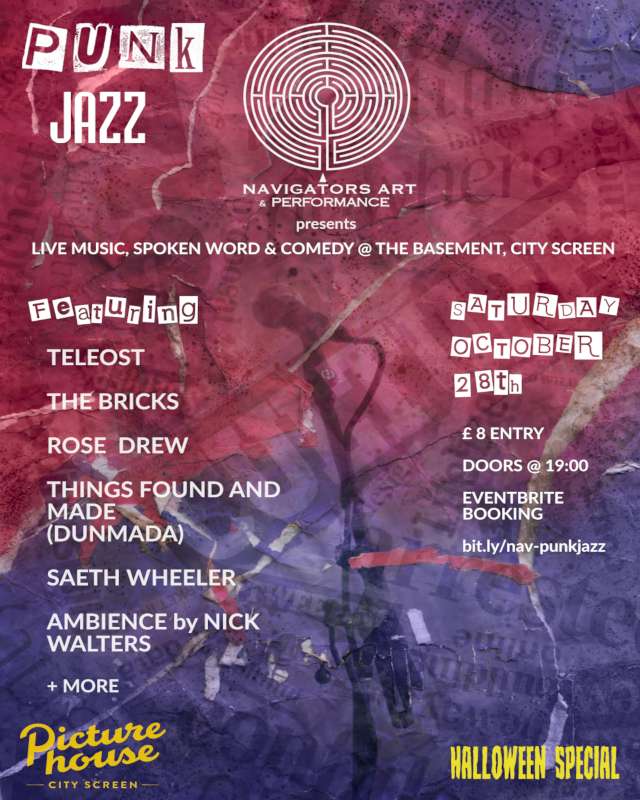 PUNK
JAZZ
NAVIGATORS ART
& PERFORMANCE
presents
LIVE MUSIC, SPOKEN WORD & COMEDY @ THE BASEMENT, CITY SCREEN
Featuring
TELEOST
THE BRICKS
ROSE DREW
THINGS FOUND AND
MADE
(DUNMADA)
SAETH WHEELER
AMBIENCE by NICK
WALTERS
+ MORE
SATURDAY
OCTOBER
28th
£ 8 ENTRY
DOORS @ 19:00
EVENTBRITE
BOOKING
bit.ly/nav-punkjazz
Picture
house
CITY SCREEN
HALLOWEEN SPECIAL